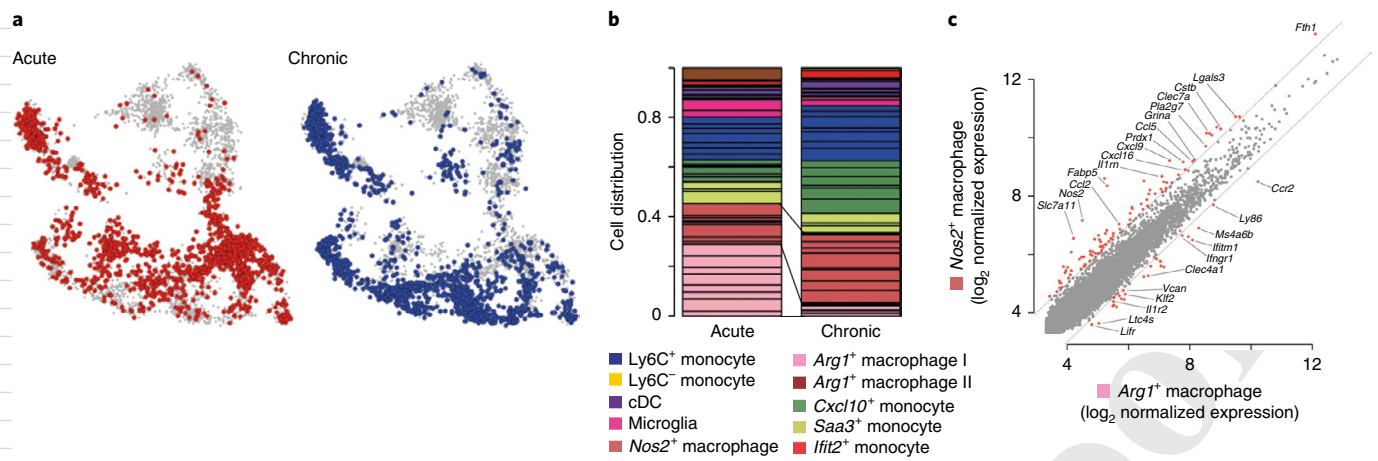 a
Acute
Chronic
b
Cell distribution
0.8
0.4
0
Acute
Chronic
Ly6C+ monocyte
Ly6C− monocyte
cDC
Microglia
Nos2+ macrophage
Arg1+ macrophage I
Arg1+ macrophage II
Cxcl10+ monocyte
Saa3+ monocyte
Ifit2+ monocyte
c
Nos2+ macrophage
(log2 normalized expression)
12
8
4
Fth1
Lgals3
Cstb
Clec7a
Pla2g7
Grina
Ccl5
Prdx1
Cxcl9
Cxcl16
Il1rn
Fabp5
Ccl2
Nos2
Slc7a11
Ccr2
Ly86
Ms4a6b
Ifitm1
Ifngr1
Clec4a1
Vcan
Klf2
Il1r2
Ltc4s
Lifr
4
8
12
Arg1+ macrophage
(log2 normalized expression)